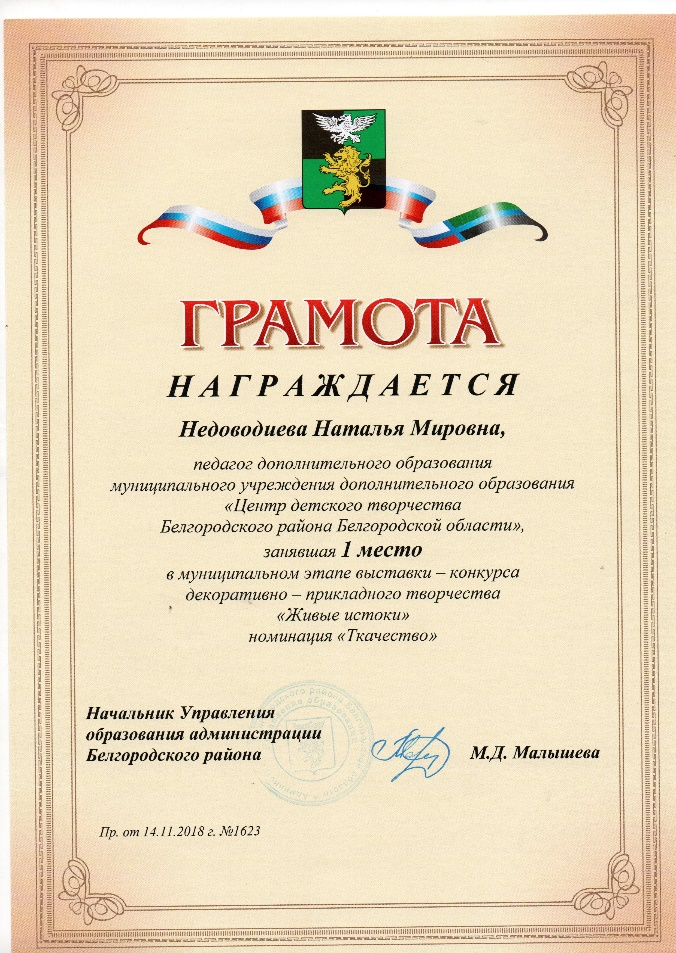 ГРАМОТА
НАГРАЖДАЕТСЯ
Недоводиева Наталья Мировна,
педагог дополнительного образования
муниципального учреждения дополнительного образования
«Центр детского творчества
Белгородского района Белгородской области»,
занявшая 1 место
в муниципальном этапе выставки – конкурса
декоративно – прикладного творчества
«Живые истоки»
номинация «Ткачество»
Начальник Управления
образования администрации
Белгородского района
М.Д. Малышева
Пр. от 14.11.2018 г. №1623